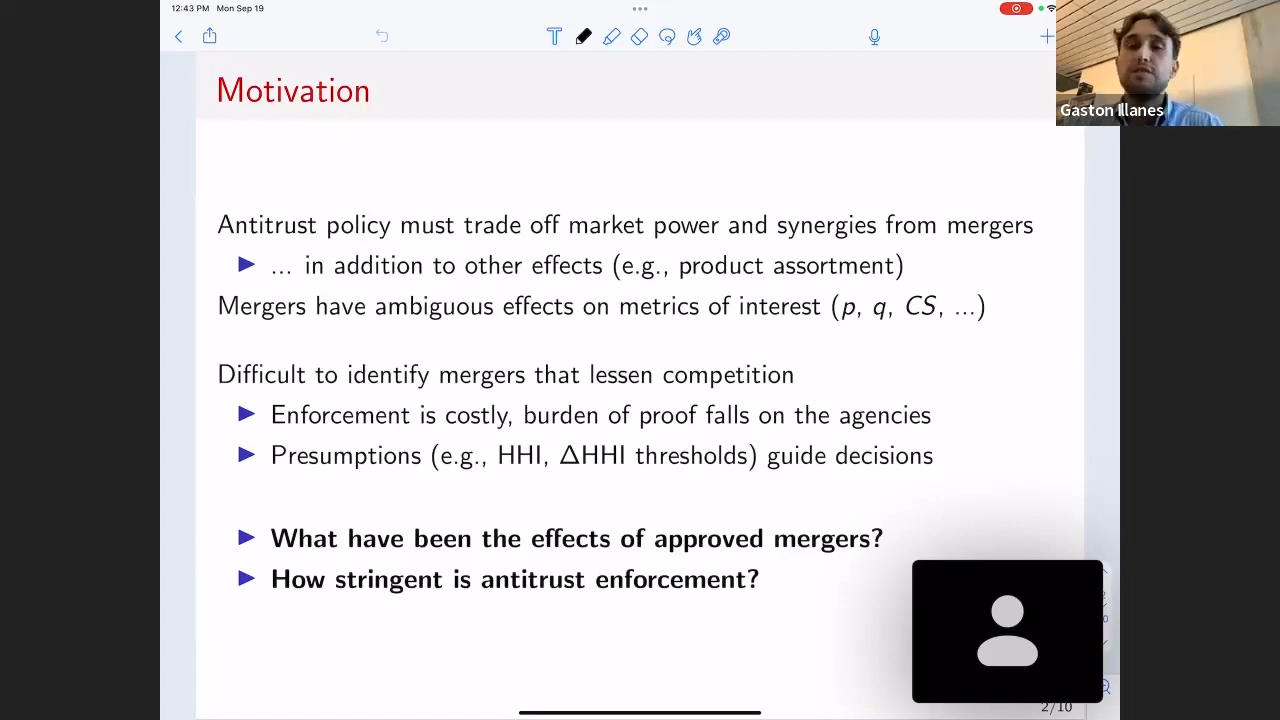 12:43 PM Mon Sep 19
Gaston Illanes
Motivation
Antitrust policy must trade off market power and synergies from mergers
▶ ... in addition to other effects (e.g., product assortment)
Mergers have ambiguous effects on metrics of interest (p, q, CS, ...)
Difficult to identify mergers that lessen competition
▶ Enforcement is costly, burden of proof falls on the agencies
▶ Presumptions (e.g., HHI, ΔHHI thresholds) guide decisions
▶ What have been the effects of approved mergers?
▶ How stringent is antitrust enforcement?
2/10